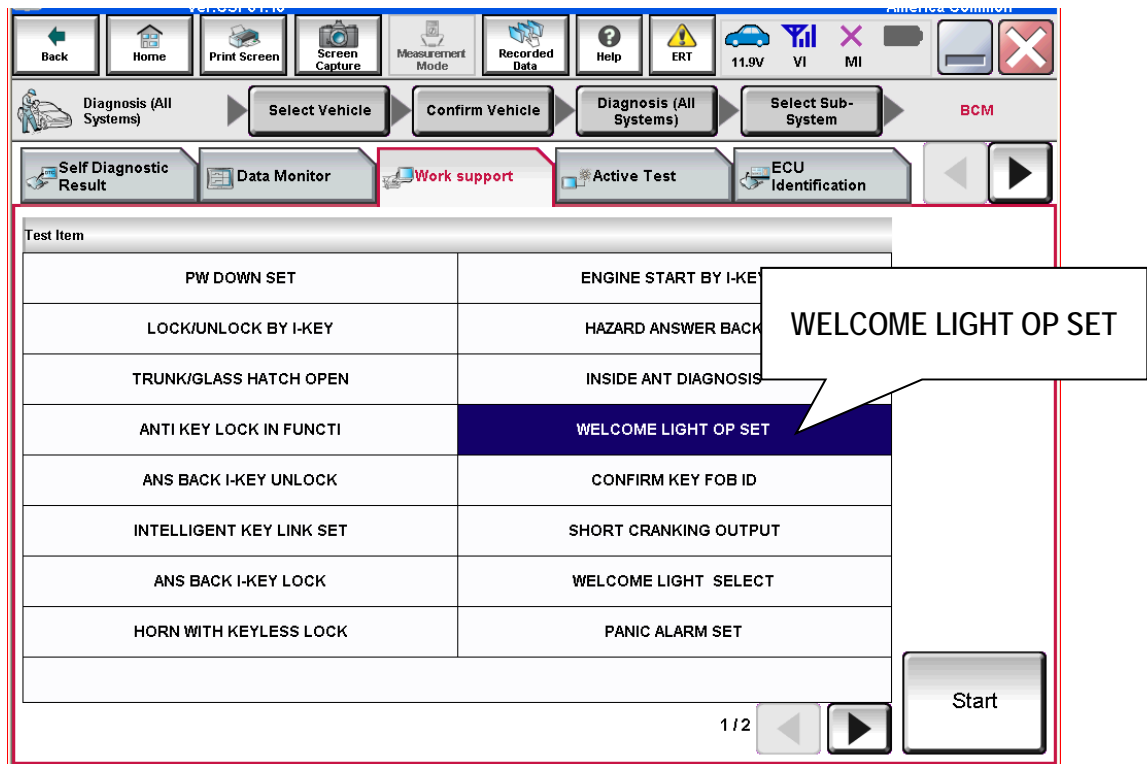 Back
Home
Print Screen
Screen
Capture
Measurement
Mode
Recorded
Data
Help
ERT
11.9V
VI
MI
Diagnosis (All
Systems)
Select Vehicle
Confirm Vehicle
Diagnosis (All
Systems)
Select Sub-
System
BCM
Self Diagnostic
Result
Data Monitor
Work support
Active Test
ECU
Identification
Test Item
PW DOWN SET
ENGINE START BY I-KEY
LOCK/UNLOCK BY I-KEY
HAZARD ANSWER BACK
WELCOME LIGHT OP SET
TRUNK/GLASS HATCH OPEN
INSIDE ANT DIAGNOSIS
ANTI KEY LOCK IN FUNCTI
WELCOME LIGHT OP SET
ANS BACK I-KEY UNLOCK
CONFIRM KEY FOB ID
INTELLIGENT KEY LINK SET
SHORT CRANKING OUTPUT
ANS BACK I-KEY LOCK
WELCOME LIGHT SELECT
HORN WITH KEYLESS LOCK
PANIC ALARM SET
Start
1/2